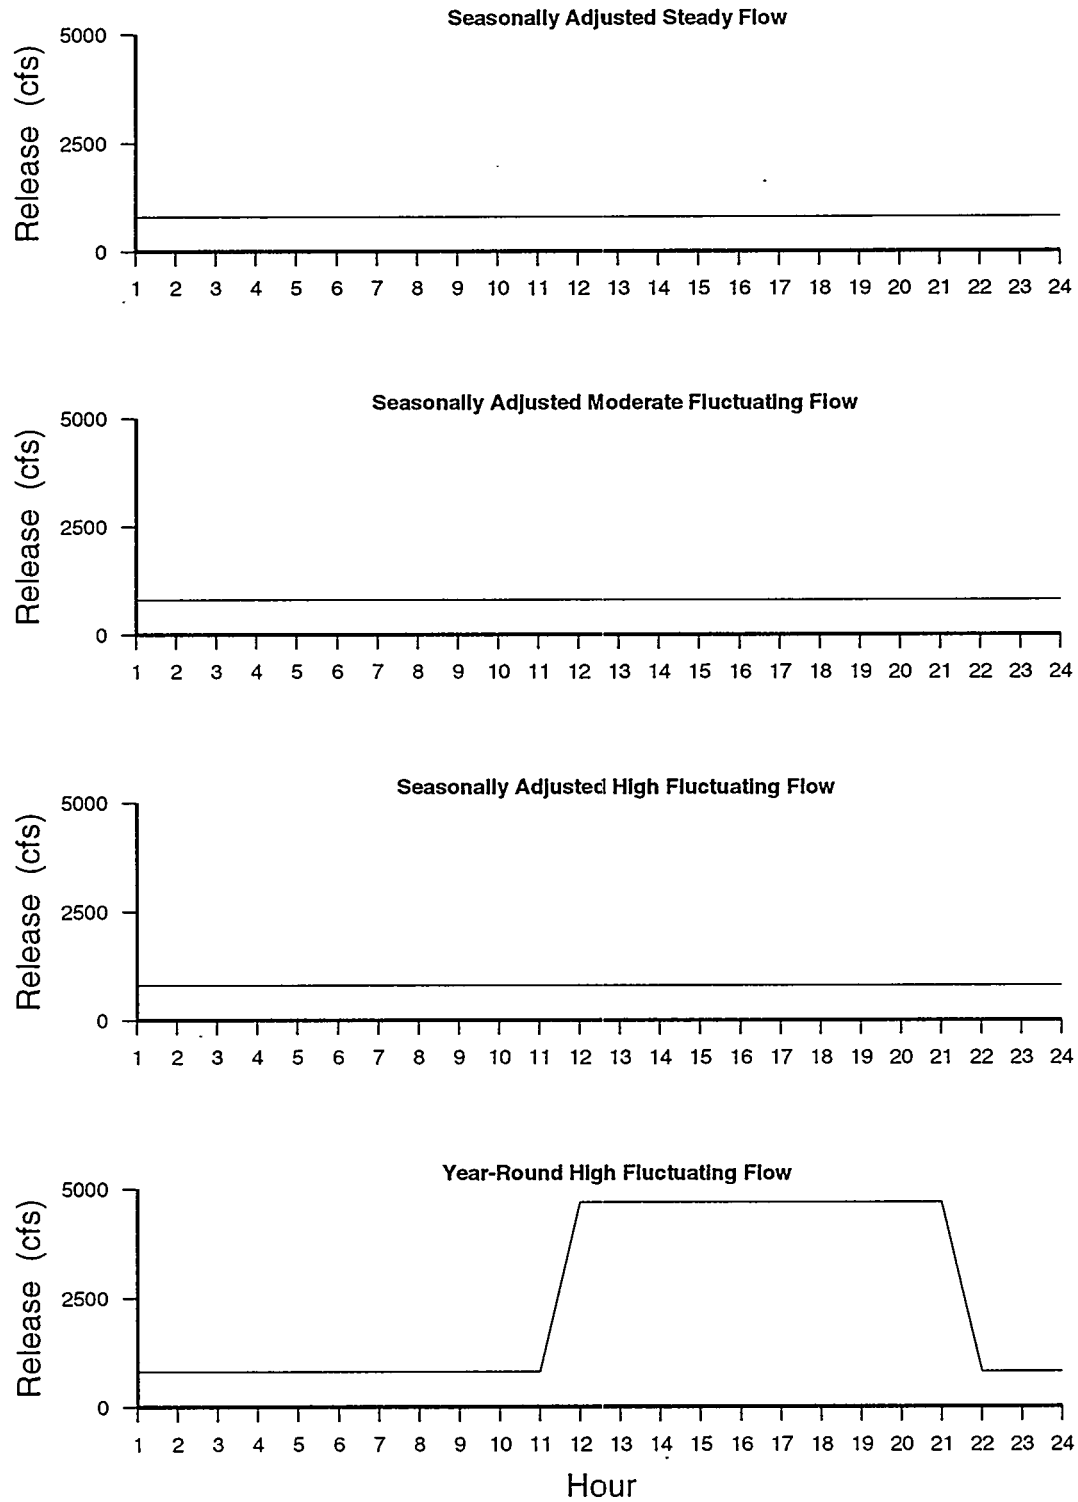 Seasonally Adjusted Steady Flow
Release (cfs)
5000
2500
0
1 2 3 4 5 6 7 8 9 10 11 12 13 14 15 16 17 18 19 20 21 22 23 24
Seasonally Adjusted Moderate Fluctuating Flow
Release (cfs)
5000
2500
0
1 2 3 4 5 6 7 8 9 10 11 12 13 14 15 16 17 18 19 20 21 22 23 24
Seasonally Adjusted High Fluctuating Flow
Release (cfs)
5000
2500
0
1 2 3 4 5 6 7 8 9 10 11 12 13 14 15 16 17 18 19 20 21 22 23 24
Year-Round High Fluctuating Flow
Release (cfs)
5000
2500
0
1 2 3 4 5 6 7 8 9 10 11 12 13 14 15 16 17 18 19 20 21 22 23 24
Hour